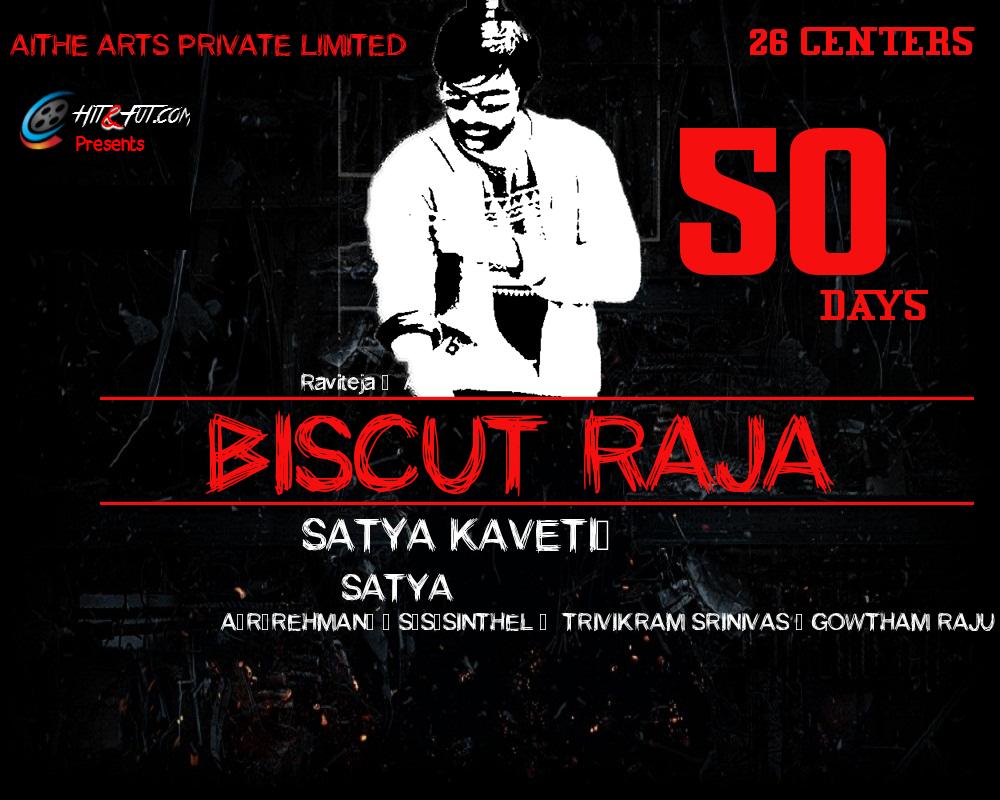 AITHE ARTS PRIVATE LIMITED
26 CENTERS
HIT&FUT.COM
Presents
50
DAYS
Raviteja▯ A
BISCUT RAJA
SATYA KAVETI▯
SATYA
A▯R▯REHMAN▯ ▯ S▯S▯SINTHEL ▯ TRIVIKRAM SRINIVAS ▯ GOWTHAM RAJU